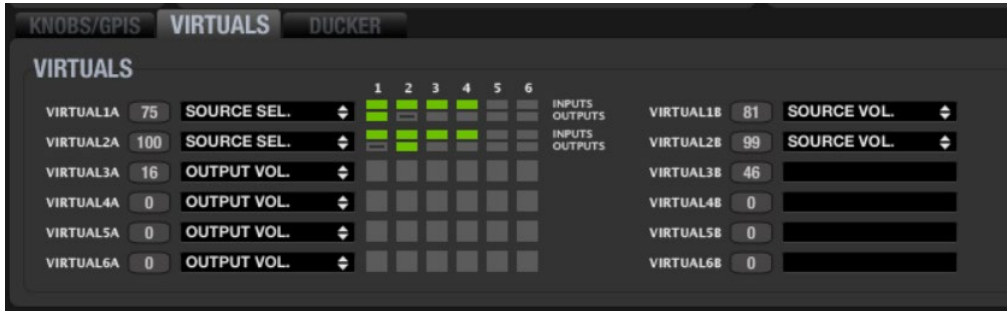 KNOBS/GPIS VIRTUALS DUCKER
VIRTUALS
1 2 3 4 5 6
VIRTUAL1A 75 SOURCE SEL. INPUTS OUTPUTS VIRTUAL1B 81 SOURCE VOL.
VIRTUAL2A 100 SOURCE SEL. INPUTS OUTPUTS VIRTUAL2B 99 SOURCE VOL.
VIRTUAL3A 16 OUTPUT VOL. VIRTUAL3B 46
VIRTUAL4A 0 OUTPUT VOL. VIRTUAL4B 0
VIRTUAL5A 0 OUTPUT VOL. VIRTUAL5B 0
VIRTUAL6A 0 OUTPUT VOL. VIRTUAL6B 0